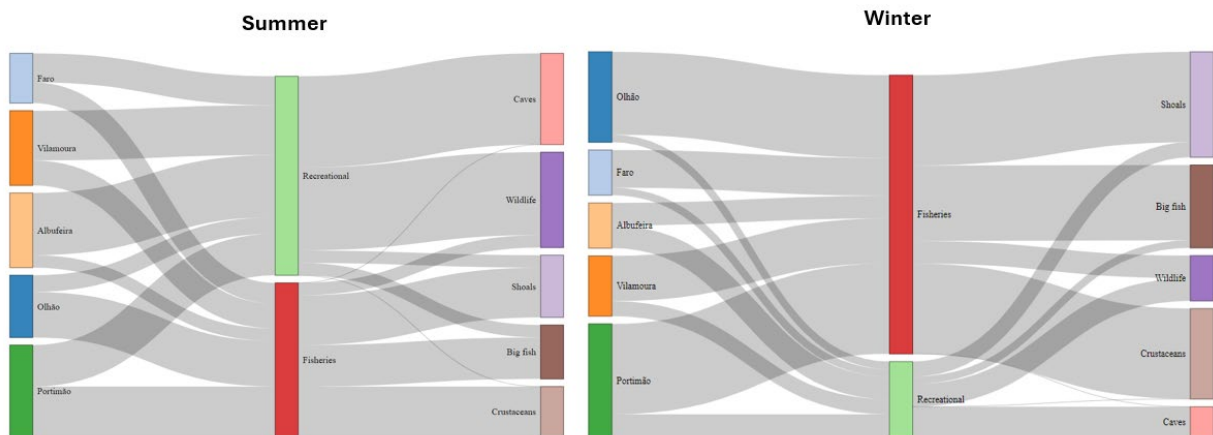 Summer
Faro
Vilamoura
Albufeira
Olhão
Portimão
Recreational
Fisheries
Caves
Wildlife
Shoals
Big fish
Crustaceans
Winter
Olhão
Faro
Albufeira
Vilamoura
Portimão
Fisheries
Recreational
Shoals
Big fish
Wildlife
Crustaceans
Caves